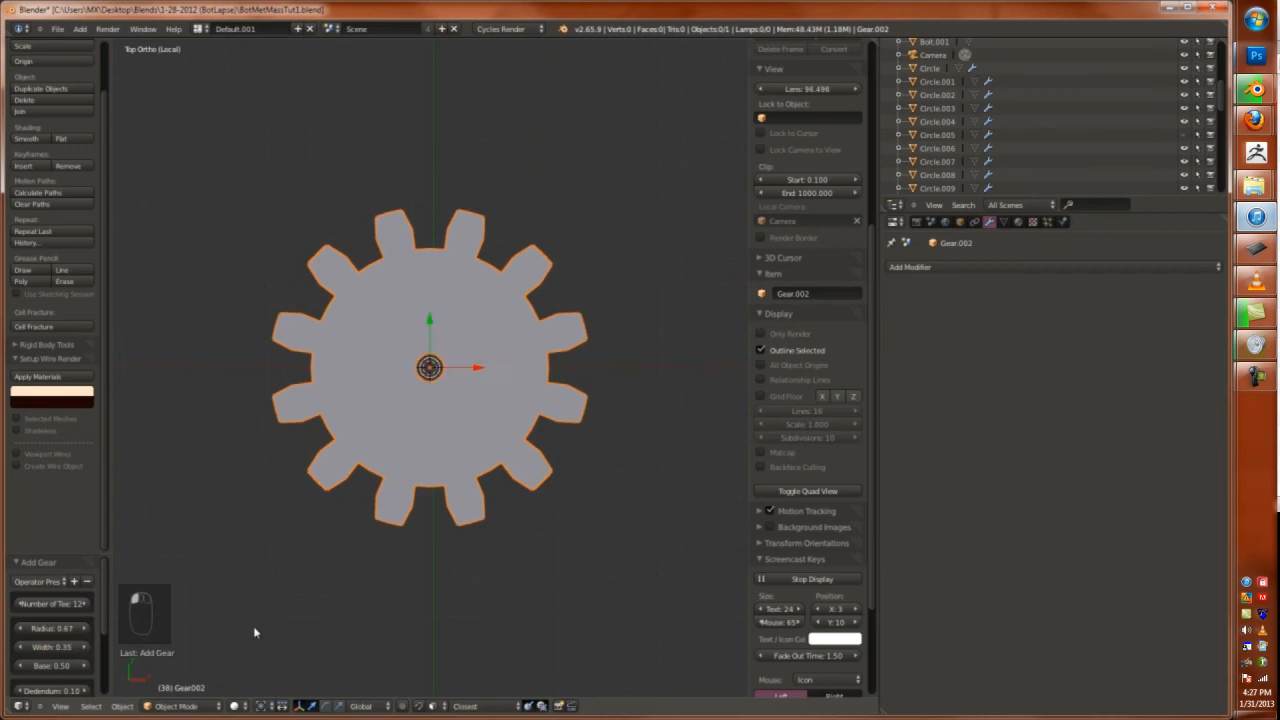 Blender* [C:\Users\MX\Desktop\Blends\1-28-2012 (BotLapse)\BotMetMassTut1.blend]
File Add Render Window Help Default.001 Scene Cycles Render v2.65.9 | Verts:0 | Faces:0 | Tris:0 | Objects:0/1 | Lamps:0/0 | Mem:48.43M (1.18M) | Gear.002
Scale
Origin
Object:
Duplicate Objects
Delete
Join
Shading:
Smooth Flat
Keyframes:
Insert Remove
Motion Paths:
Calculate Paths
Clear Paths
Repeat:
Repeat Last
History...
Grease Pencil:
Draw Line
Poly Erase
Use Sketching Session
Cell Fracture:
Cell Fracture
Rigid Body Tools
Setup Wire Render
Apply Materials
Selected Meshes
Shadeless
Viewport Wires
Create Wire Object
Add Gear
Operator Pres
Number of Tee: 12
Radius: 0.67
Width: 0.35
Base: 0.50
Dedendum: 0.10
Top Ortho (Local)
Last: Add Gear
(38) Gear002
View Select Object Object Mode Global Closest
Delete Frame Convert
View
Lens: 98.496
Lock to Object:
Lock to Cursor
Lock Camera to View
Clip:
Start: 0.100
End: 1000.000
Local Camera:
Camera
Render Border
3D Cursor
Item
Gear.002
Display
Only Render
Outline Selected
All Object Origins
Relationship Lines
Grid Floor X Y Z
Lines: 16
Scale: 1.000
Subdivisions: 10
Matcap
Backface Culling
Toggle Quad View
Motion Tracking
Background Images
Transform Orientations
Screencast Keys
Stop Display
Size: Position:
Text: 24 X: 3
Mouse: 65 Y: 10
Text / Icon Col
Fade Out Time: 1.50
Mouse: Icon
Left Right
Bolt.001
Camera
Circle
Circle.001
Circle.002
Circle.003
Circle.004
Circle.005
Circle.006
Circle.007
Circle.008
Circle.009
View Search All Scenes
Gear.002
Add Modifier
Ps
4:27 PM
1/31/2013